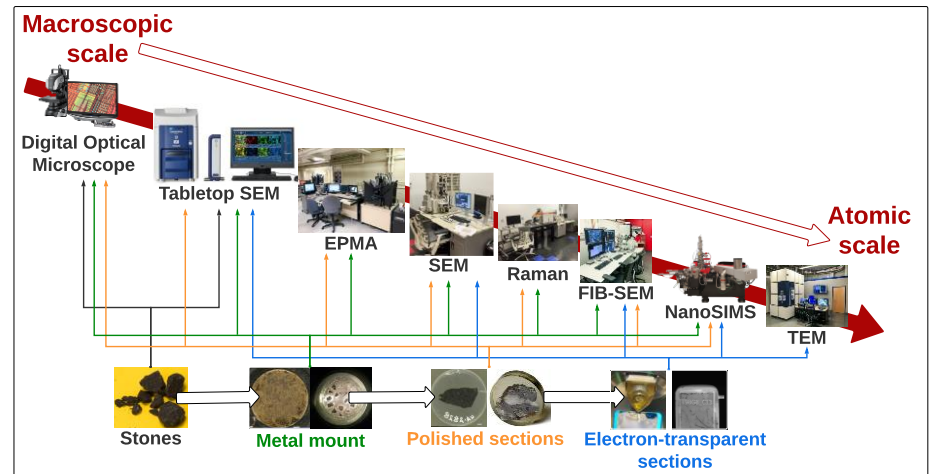 Macroscopic
scale
Digital Optical
Microscope
Tabletop SEM
EPMA
SEM
Raman
FIB-SEM
NanoSIMS
TEM
Atomic
scale
Stones
Metal mount
Polished sections
Electron-transparent
sections